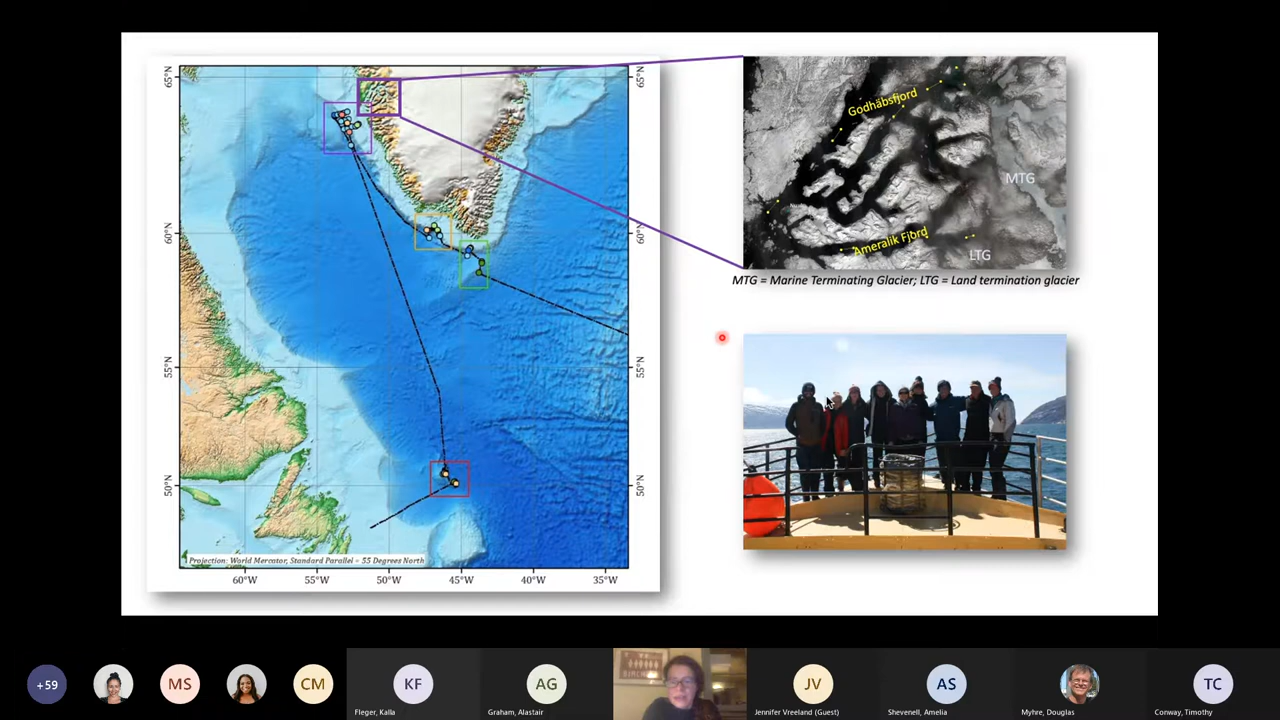 65°N
60°N
55°N
50°N
65°N
60°N
55°N
50°N
Projection: World Mercator, Standard Parallel = 55 Degrees North
60°W
55°W
50°W
45°W
40°W
35°W
Godhäbsfjord
MTG
Ameralik Fjord
LTG
MTG = Marine Terminating Glacier; LTG = Land termination glacier
+59
MS
CM
KF
Fleger, Kalla
AG
Graham, Alastair
JV
Jennifer Vreeland (Guest)
AS
Shevenell, Amelia
Myhre, Douglas
TC
Conway, Timothy